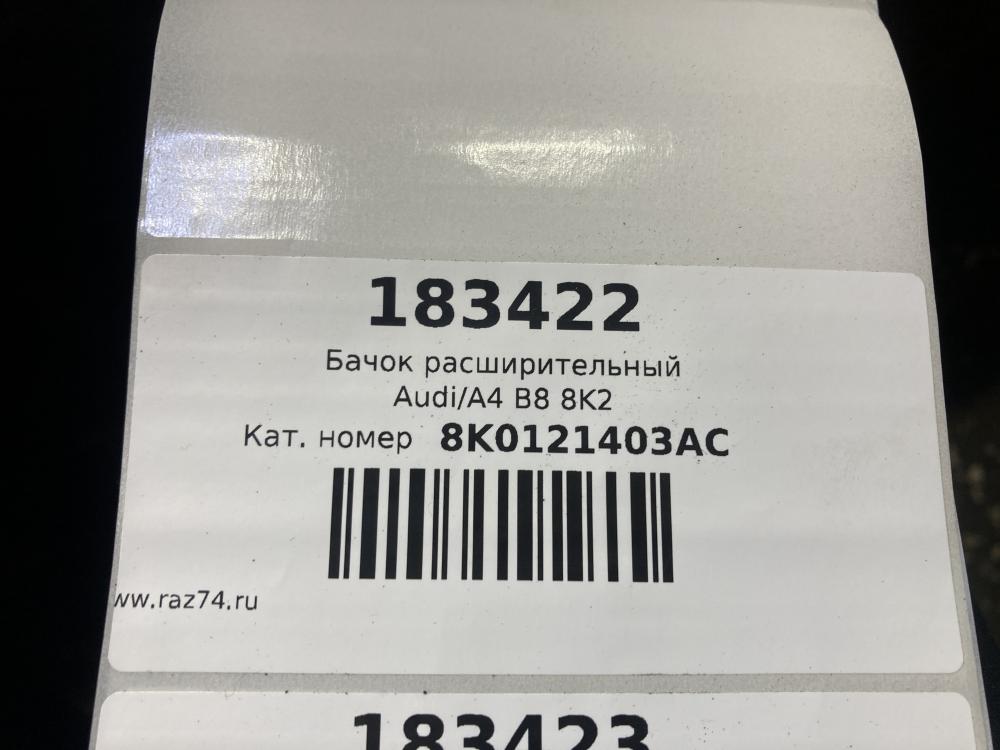 183422
Бачок расширительный
Audi/A4 B8 8K2
Кат. номер 8K0121403AC
ww.raz74.ru
183423